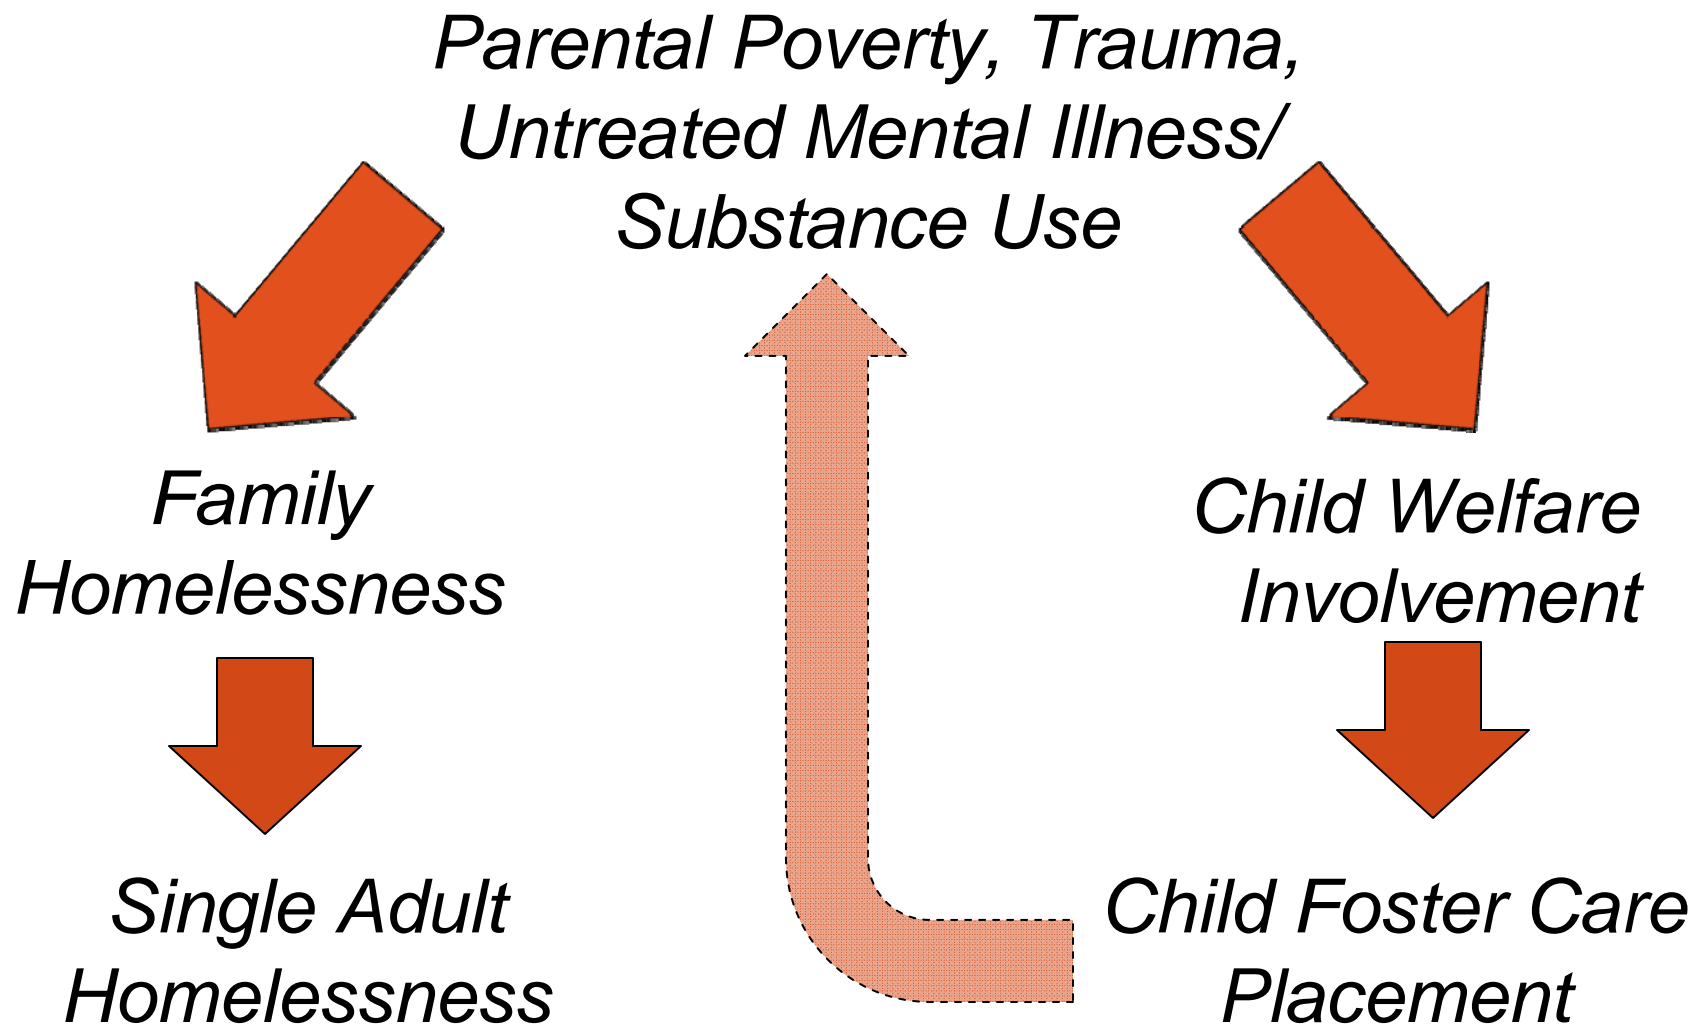 Parental Poverty, Trauma,
Untreated Mental Illness/
Substance Use
Family
Homelessness
Child Welfare
Involvement
Single Adult
Homelessness
Child Foster Care
Placement